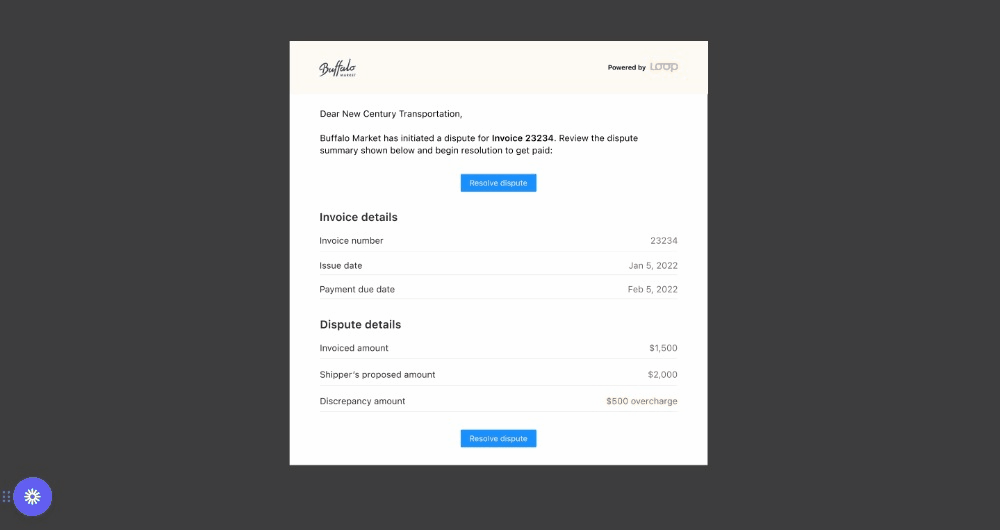 Buffalo
MARKET
Powered by LOOP
Dear New Century Transportation,
Buffalo Market has initiated a dispute for Invoice 23234. Review the dispute
summary shown below and begin resolution to get paid:
Resolve dispute
Invoice details
Invoice number 23234
Issue date Jan 5, 2022
Payment due date Feb 5, 2022
Dispute details
Invoiced amount $1,500
Shipper's proposed amount $2,000
Discrepancy amount $500 overcharge
Resolve dispute